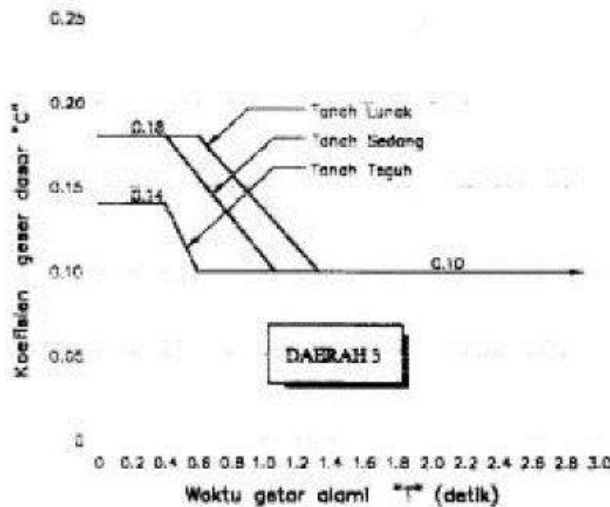 0.25
0.20
0.18
Tanah Lunak
Tanah Sedang
Tanah Teguh
0.15
0.14
0.10
0.10
0.05
0
Koefisien geser dasar "C"
DAERAH 3
0 0.2 0.4 0.6 0.8 1.0 1.2 1.4 1.6 1.8 2.0 2.2 2.4 2.6 2.8 3.0
Waktu getar alami "T" (detik)